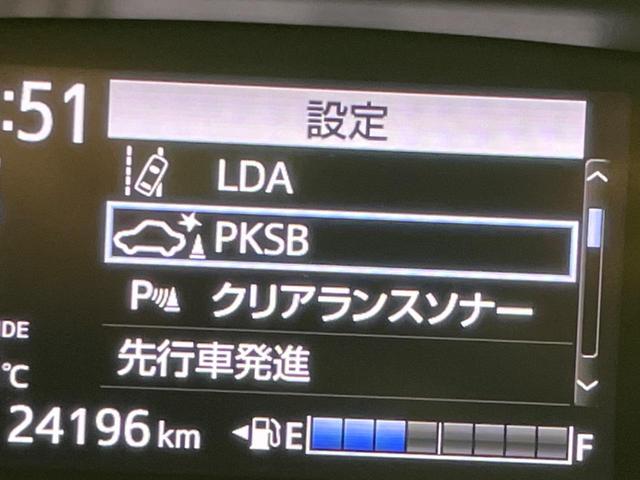 :51
設定
LDA
PKSB
P クリアランスソナー
DE
先行車発進
℃
24196 km
E F